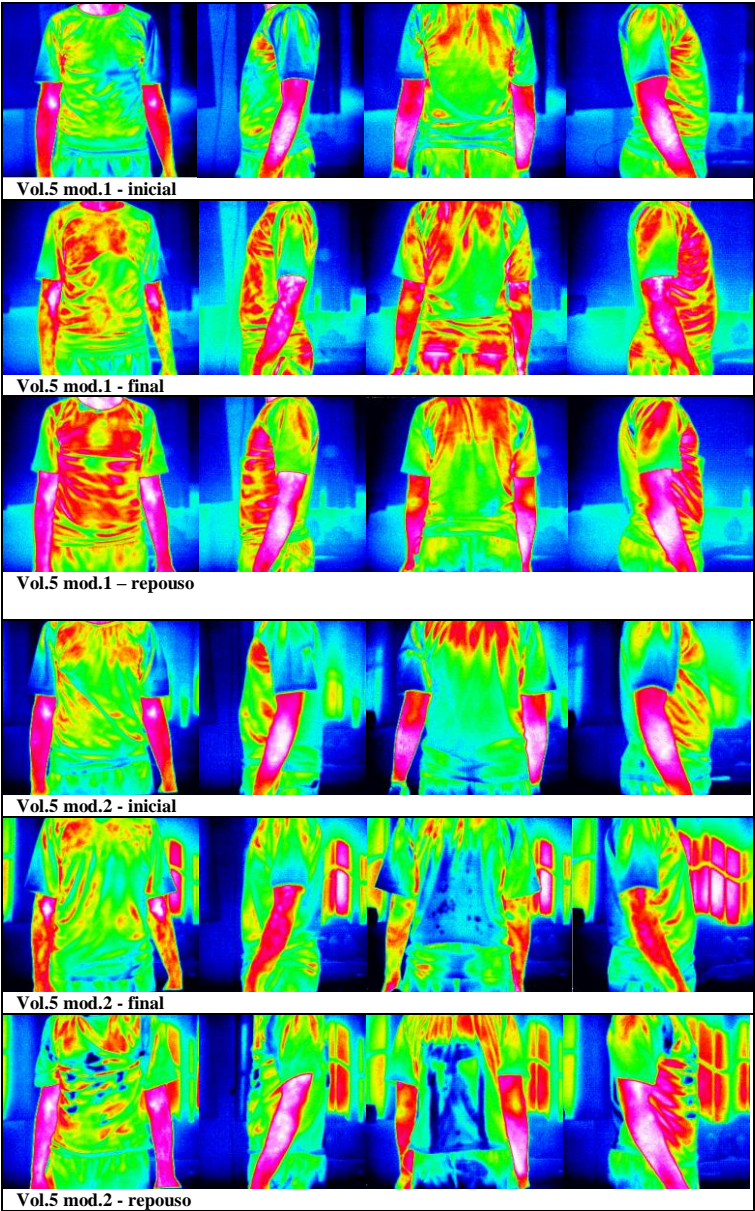 Vol.5 mod.1 - inicial
Vol.5 mod.1 - final
Vol.5 mod.1 – repouso
Vol.5 mod.2 - inicial
Vol.5 mod.2 - final
Vol.5 mod.2 - repouso